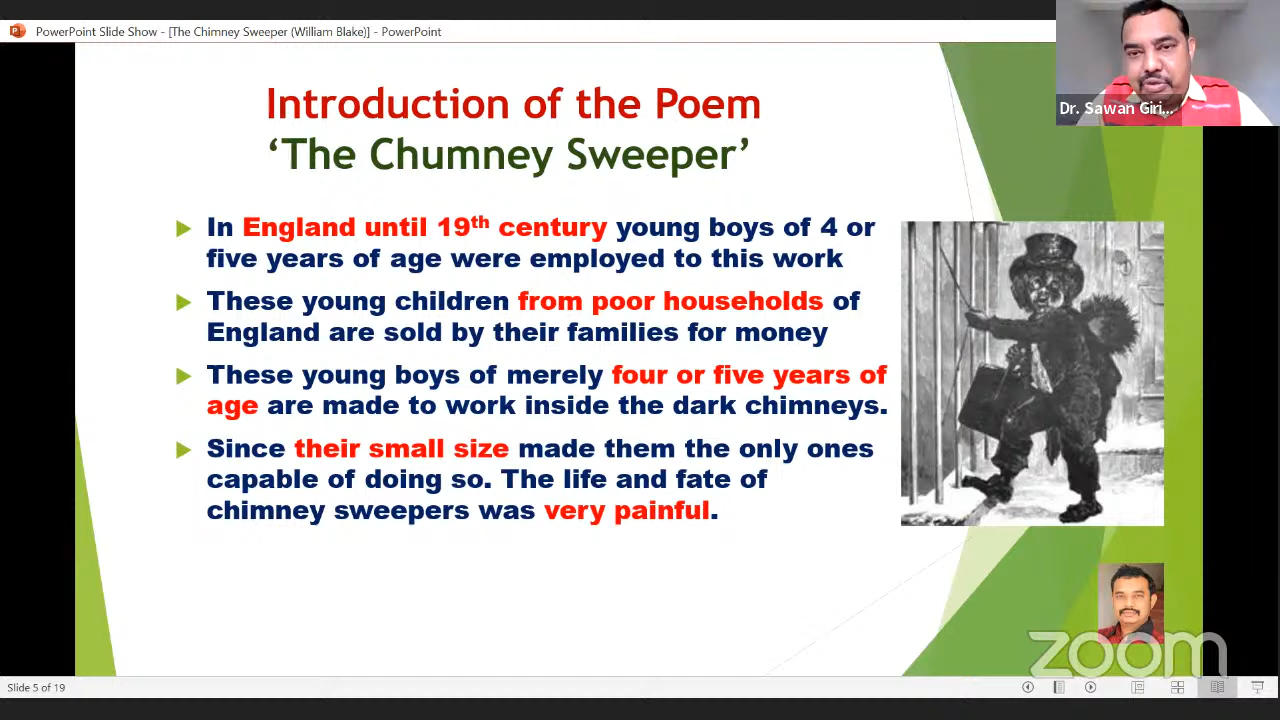 PowerPoint Slide Show - [The Chimney Sweeper (William Blake)] - PowerPoint
Dr. Sawan Giri...
Introduction of the Poem
‘The Chumney Sweeper’
In England until 19th century young boys of 4 or
five years of age were employed to this work
These young children from poor households of
England are sold by their families for money
These young boys of merely four or five years of
age are made to work inside the dark chimneys.
Since their small size made them the only ones
capable of doing so. The life and fate of
chimney sweepers was very painful.
zoom
Slide 5 of 19